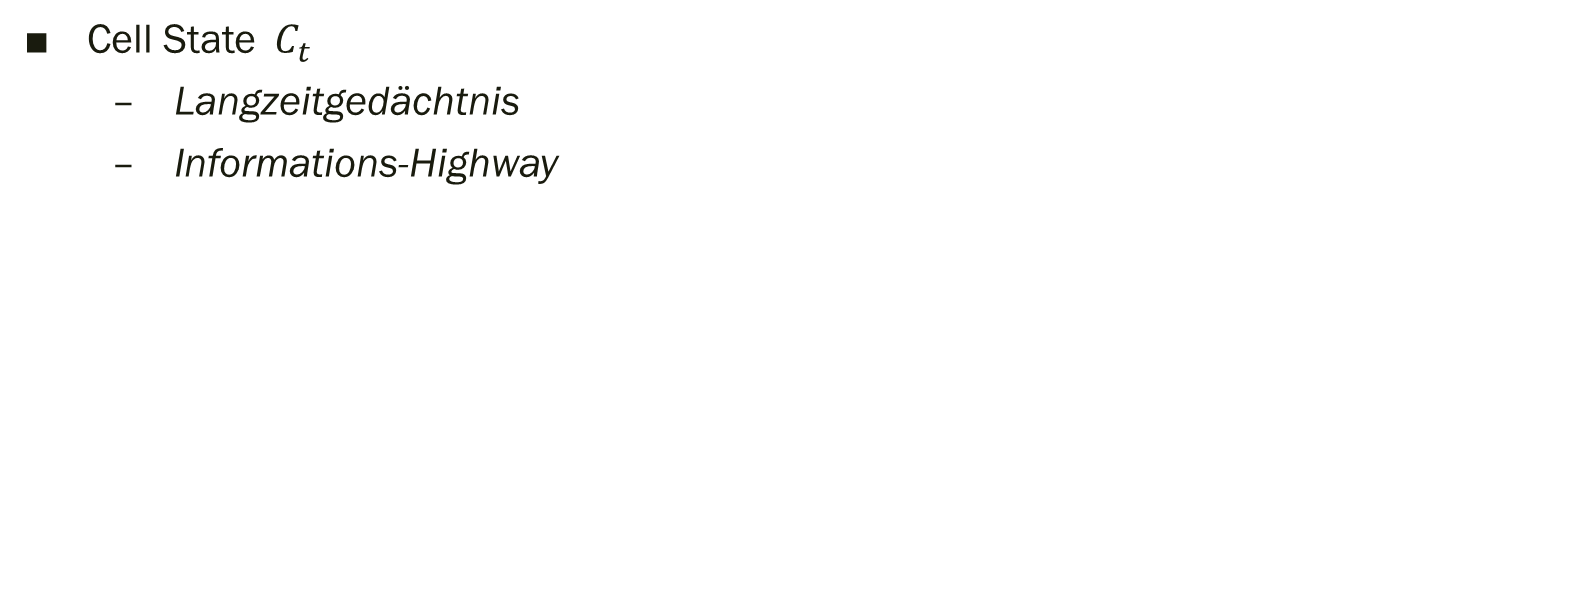 ■ Cell State C_t
– Langzeitgedächtnis
– Informations-Highway